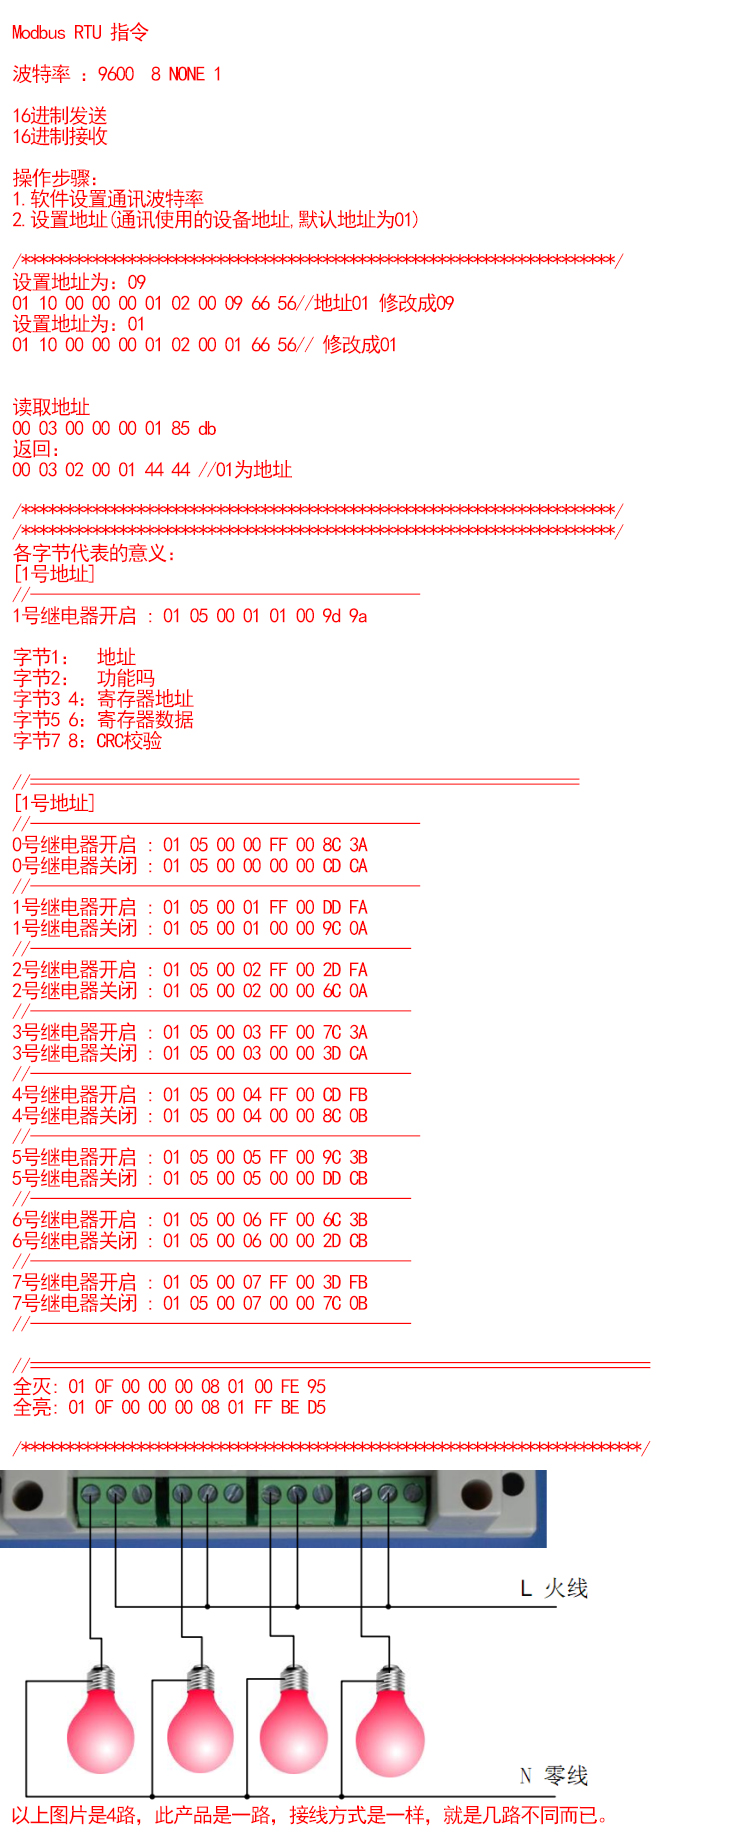 Modbus RTU 指令
波特率 : 9600  8 NONE 1
16进制发送
16进制接收
操作步骤:
1.软件设置通讯波特率
2.设置地址(通讯使用的设备地址,默认地址为01)
/*******************************************************************/
设置地址为: 09
01 10 00 00 00 01 02 00 09 66 56//地址01 修改成09
设置地址为: 01
01 10 00 00 00 01 02 00 01 66 56// 修改成01
读取地址
00 03 00 00 00 01 85 db
返回:
00 03 02 00 01 44 44 //01为地址
/*******************************************************************/
/*******************************************************************/
各字节代表的意义:
[1号地址]
//————————————————————
1号继电器开启 : 01 05 00 01 01 00 9d 9a
字节1:  地址
字节2:  功能吗
字节3 4: 寄存器地址
字节5 6: 寄存器数据
字节7 8: CRC校验
//==============================
[1号地址]
//————————————————————
0号继电器开启 : 01 05 00 00 FF 00 8C 3A
0号继电器关闭 : 01 05 00 00 00 00 CD CA
//————————————————————
1号继电器开启 : 01 05 00 01 FF 00 DD FA
1号继电器关闭 : 01 05 00 01 00 00 9C 0A
//————————————————————
2号继电器开启 : 01 05 00 02 FF 00 2D FA
2号继电器关闭 : 01 05 00 02 00 00 6C 0A
//————————————————————
3号继电器开启 : 01 05 00 03 FF 00 7C 3A
3号继电器关闭 : 01 05 00 03 00 00 3D CA
//————————————————————
4号继电器开启 : 01 05 00 04 FF 00 CD FB
4号继电器关闭 : 01 05 00 04 00 00 8C 0B
//————————————————————
5号继电器开启 : 01 05 00 05 FF 00 9C 3B
5号继电器关闭 : 01 05 00 05 00 00 DD CB
//————————————————————
6号继电器开启 : 01 05 00 06 FF 00 6C 3B
6号继电器关闭 : 01 05 00 06 00 00 2D CB
//————————————————————
7号继电器开启 : 01 05 00 07 FF 00 3D FB
7号继电器关闭 : 01 05 00 07 00 00 7C 0B
//————————————————————
//==================================
全灭: 01 0F 00 00 00 08 01 00 FE 95
全亮: 01 0F 00 00 00 08 01 FF BE D5
/**********************************************************************/
L 火线
N 零线
以上图片是4路, 此产品是一路, 接线方式是一样, 就是几路不同而已。